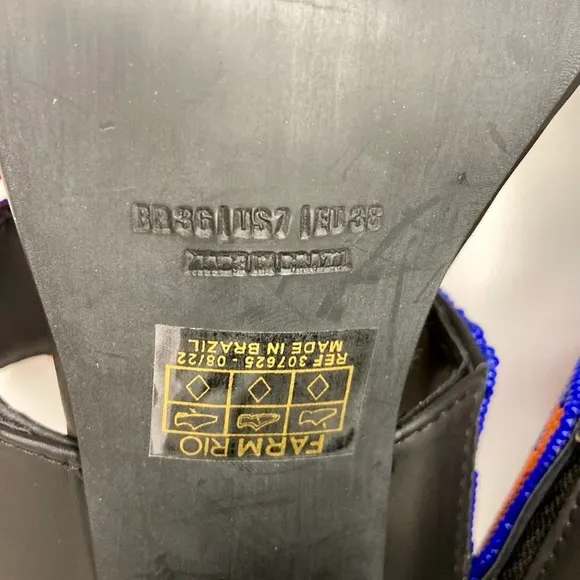 BR36|US7|EU38
MADE IN BRAZIL
FARM RIO
REF 307625 - 08/22
MADE IN BRAZIL